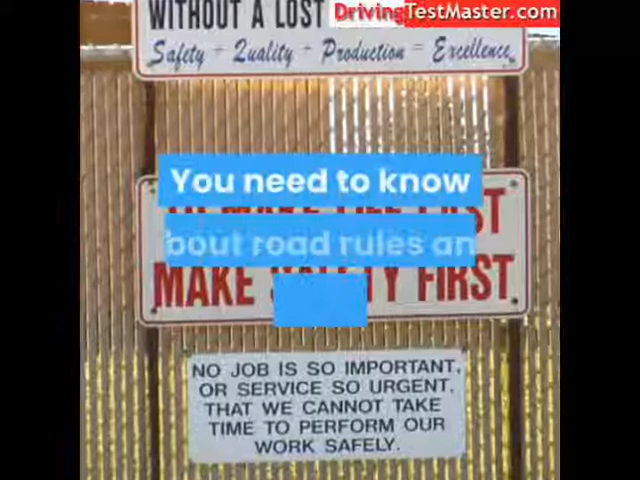 DrivingTestMaster.com
WITHOUT A LOST
Safety + Quality + Production = Excellence
You need to know
bout road rules an
MAKE SAFETY FIRST
NO JOB IS SO IMPORTANT,
OR SERVICE SO URGENT,
THAT WE CANNOT TAKE
TIME TO PERFORM OUR
WORK SAFELY.